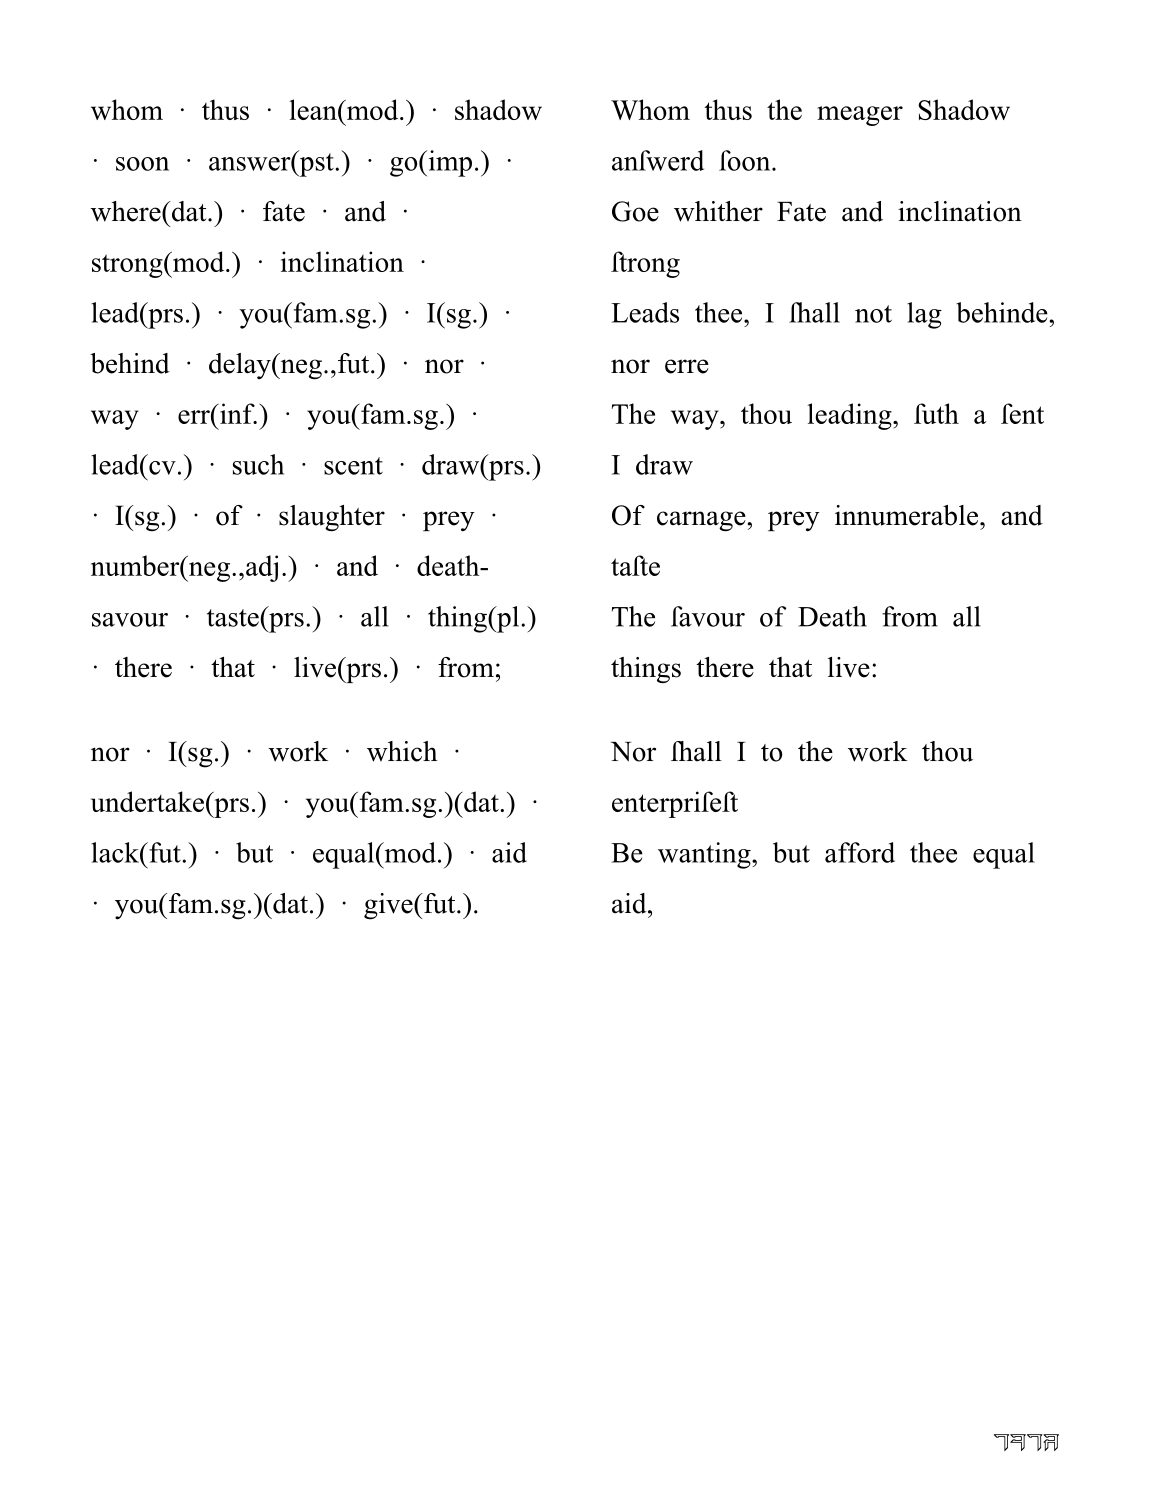 whom · thus · lean(mod.) · shadow
· soon · answer(pst.) · go(imp.) ·
where(dat.) · fate · and ·
strong(mod.) · inclination ·
lead(prs.) · you(fam.sg.) · I(sg.) ·
behind · delay(neg.,fut.) · nor ·
way · err(inf.) · you(fam.sg.) ·
lead(cv.) · such · scent · draw(prs.)
· I(sg.) · of · slaughter · prey ·
number(neg.,adj.) · and · death-
savour · taste(prs.) · all · thing(pl.)
· there · that · live(prs.) · from;
nor · I(sg.) · work · which ·
undertake(prs.) · you(fam.sg.)(dat.) ·
lack(fut.) · but · equal(mod.) · aid
· you(fam.sg.)(dat.) · give(fut.).
Whom thus the meager Shadow
anſwerd ſoon.
Goe whither Fate and inclination
ſtrong
Leads thee, I ſhall not lag behinde,
nor erre
The way, thou leading, ſuth a ſent
I draw
Of carnage, prey innumerable, and
taſte
The ſavour of Death from all
things there that live:
Nor ſhall I to the work thou
enterpriſeſt
Be wanting, but afford thee equal
aid,